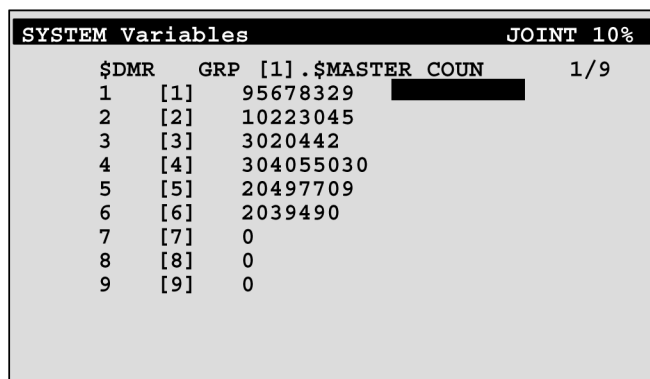 SYSTEM Variables JOINT 10%
$DMR GRP [1].$MASTER COUN 1/9
1 [1] 95678329
2 [2] 10223045
3 [3] 3020442
4 [4] 304055030
5 [5] 20497709
6 [6] 2039490
7 [7] 0
8 [8] 0
9 [9] 0